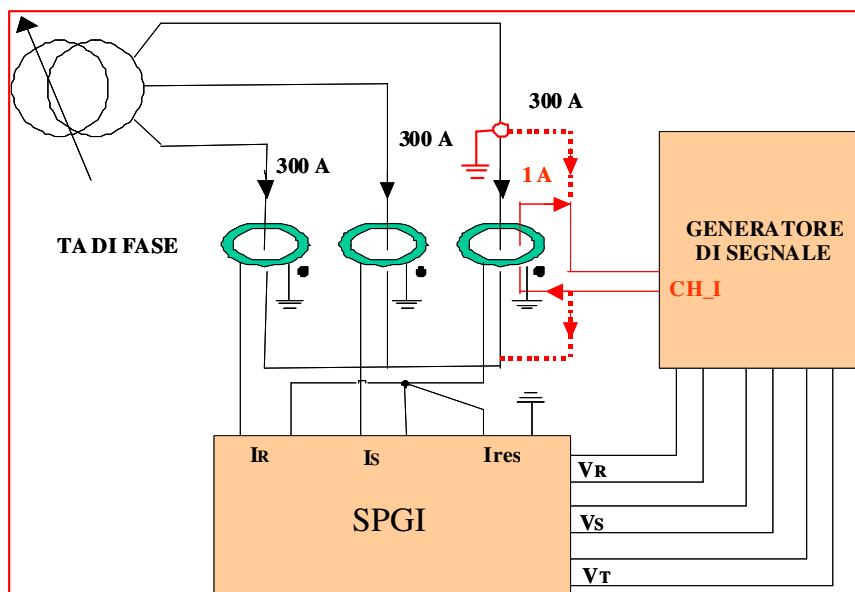 300 A
300 A
300 A
1 A
TA DI FASE
GENERATORE
DI SEGNALE
CH_I
IR
IS
Ires
SPGI
VR
VS
VT